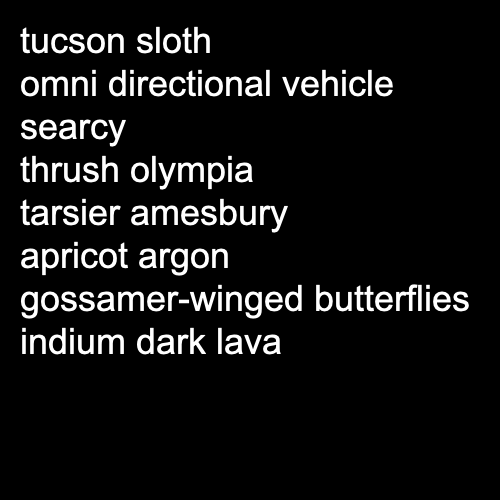 tucson sloth
omni directional vehicle
searcy
thrush olympia
tarsier amesbury
apricot argon
gossamer-winged butterflies
indium dark lava